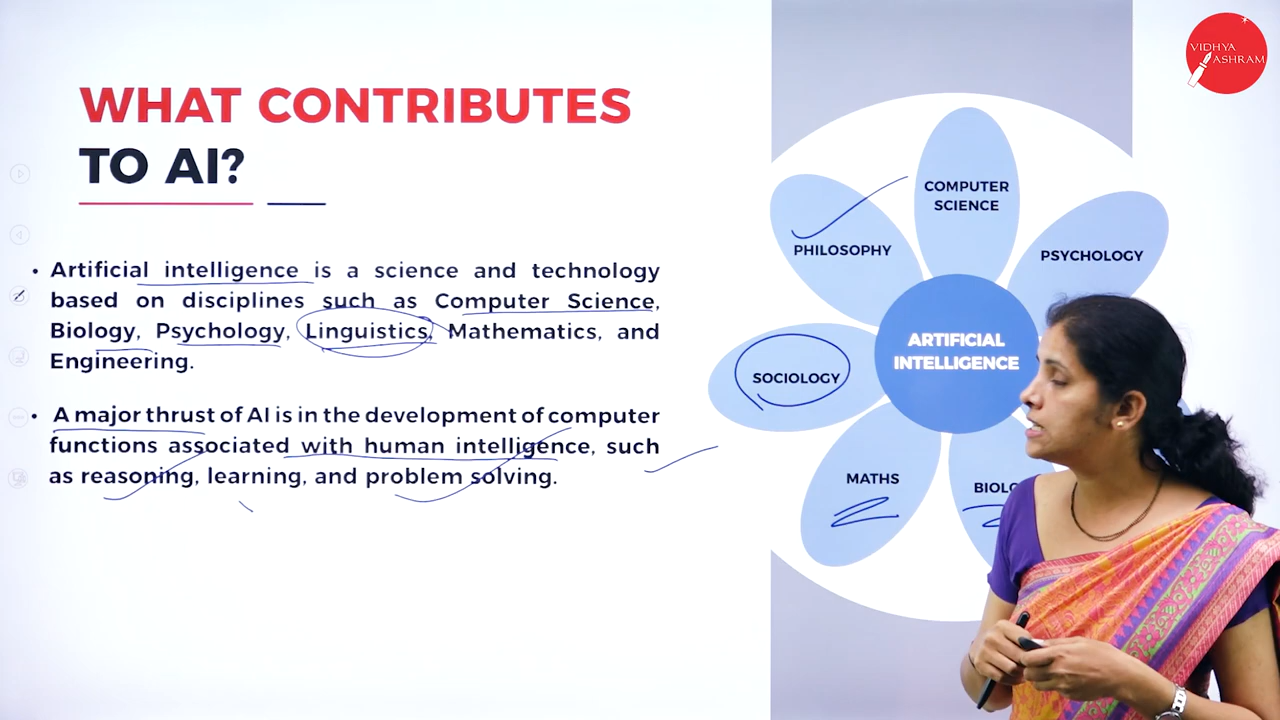 VIDHYA
ASHRAM
WHAT CONTRIBUTES
TO AI?
• Artificial intelligence is a science and technology
based on disciplines such as Computer Science,
Biology, Psychology, Linguistics, Mathematics, and
Engineering.
• A major thrust of AI is in the development of computer
functions associated with human intelligence, such
as reasoning, learning, and problem solving.
COMPUTER
SCIENCE
PHILOSOPHY
PSYCHOLOGY
ARTIFICIAL
INTELLIGENCE
SOCIOLOGY
MATHS
BIOLO